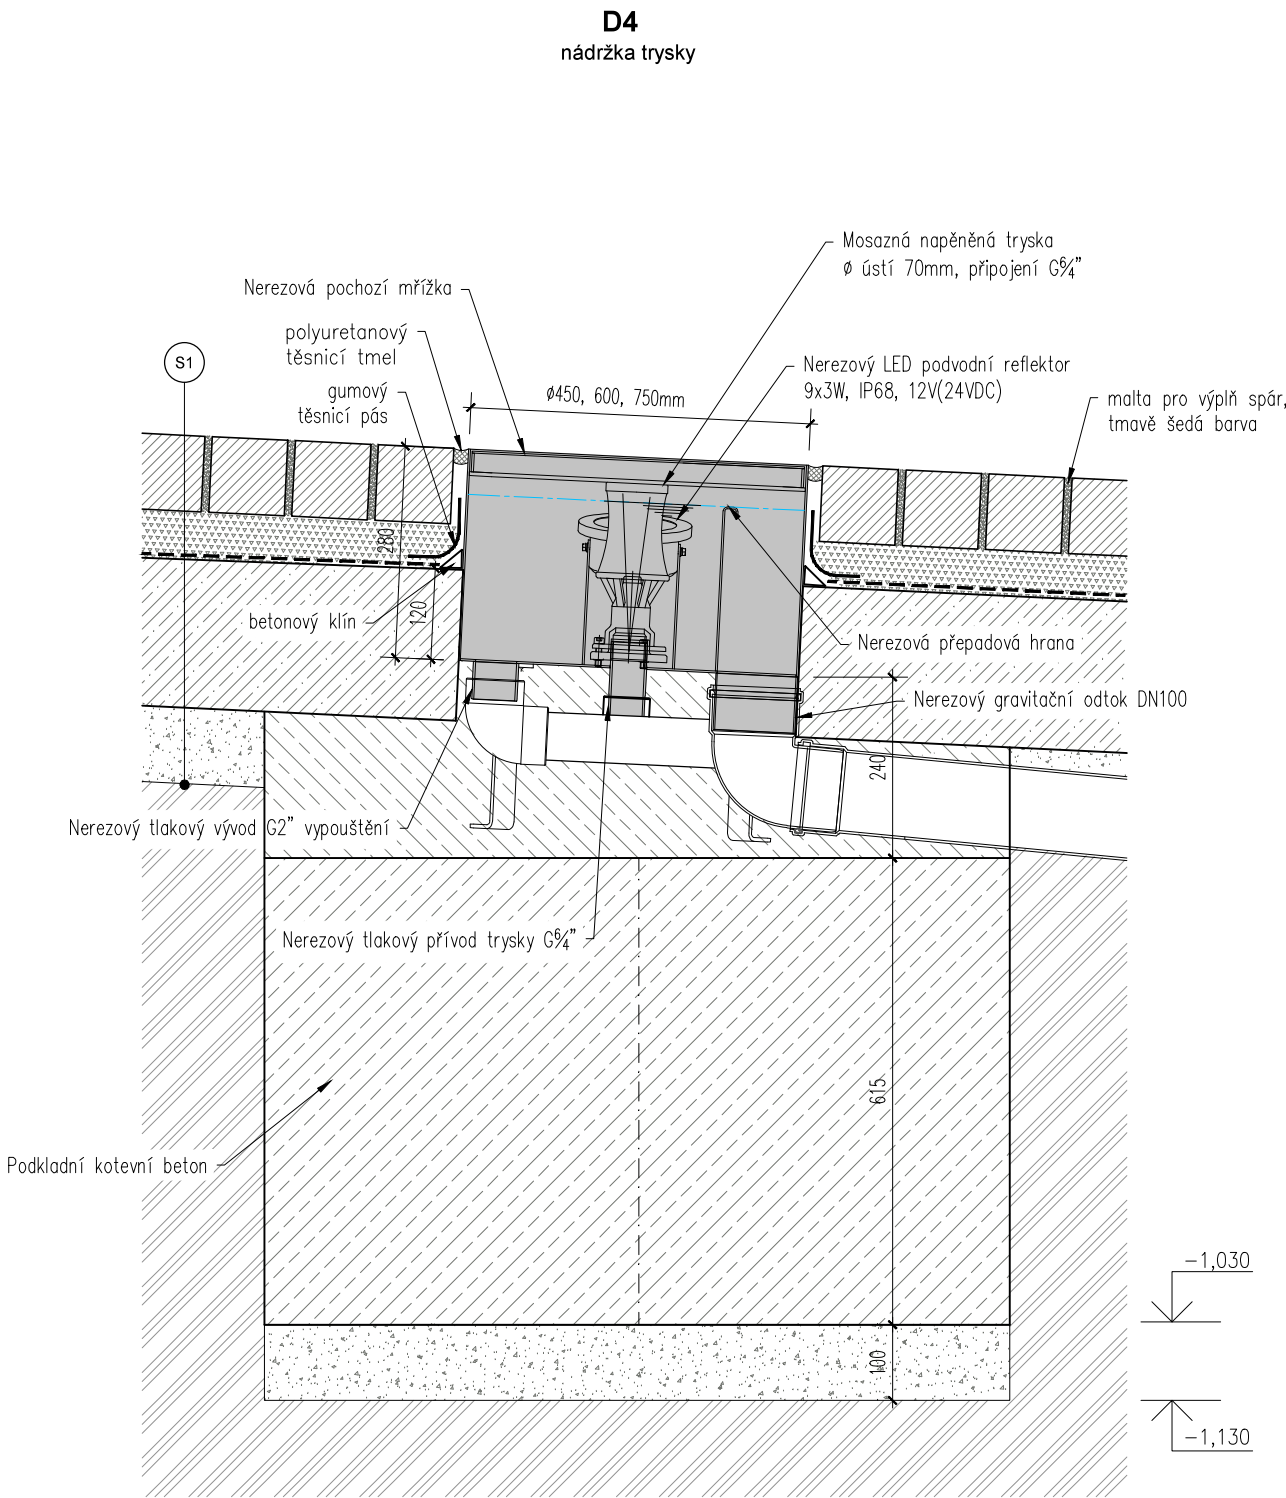 D4
nádržka trysky
Mosazná napěněná tryska
ø ústí 70mm, připojení G6/4"
Nerezová pochozí mřížka
polyuretanový
těsnicí tmel
S1
gumový
těsnicí pás
Nerezový LED podvodní reflektor
9x3W, IP68, 12V(24VDC)
ø450, 600, 750mm
malta pro výplň spár,
tmavě šedá barva
280
120
betonový klín
Nerezová přepadová hrana
Nerezový gravitační odtok DN100
240
Nerezový tlakový vývod G2" vypouštění
Nerezový tlakový přívod trysky G6/4"
615
Podkladní kotevní beton
-1,030
100
-1,130